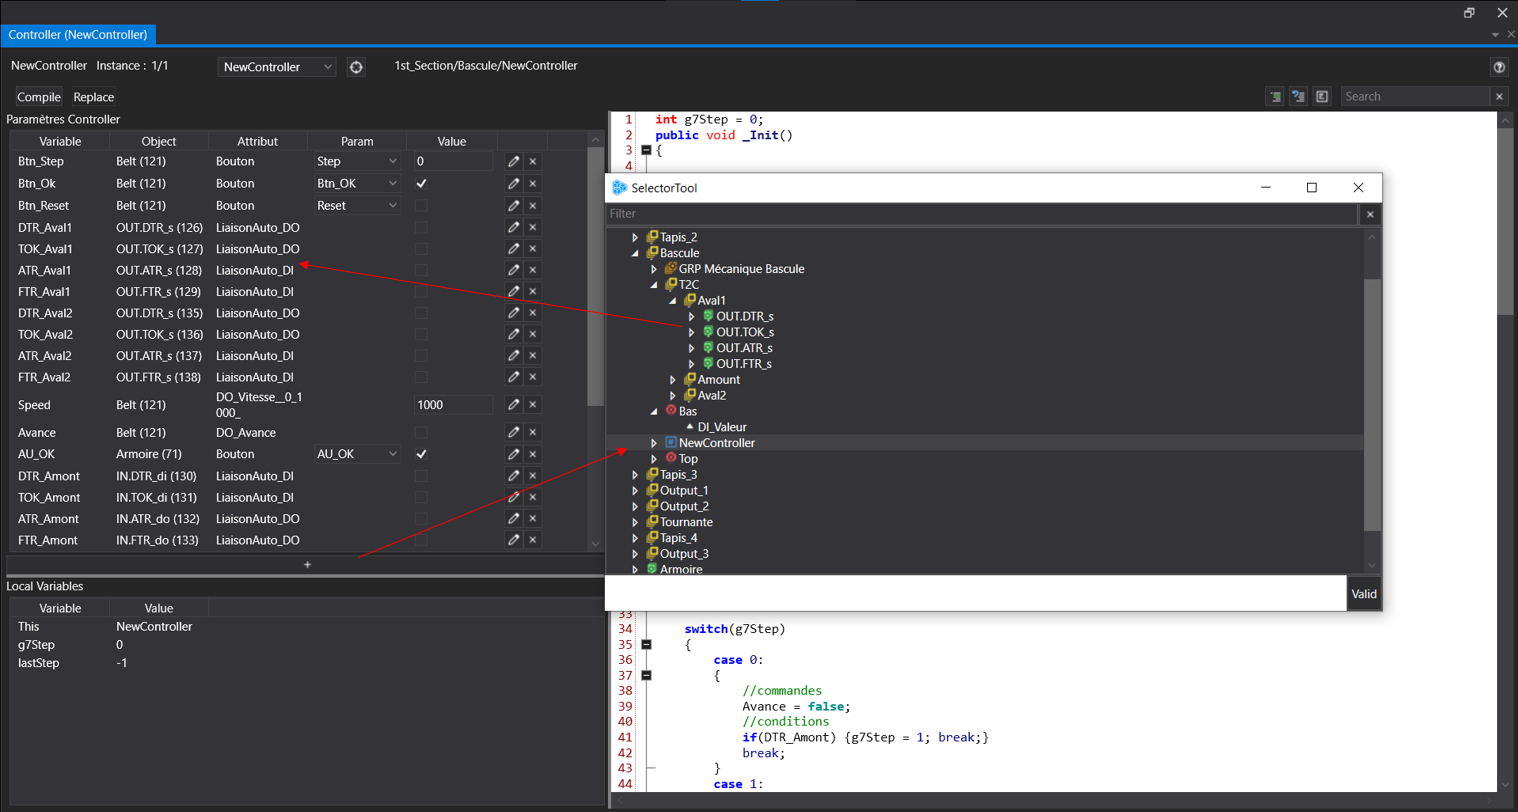 Controller (NewController)
NewController Instance : 1/1 NewController 1st_Section/Bascule/NewController
Compile Replace Search
Paramètres Controller
Variable Object Attribut Param Value
Btn_Step Belt (121) Bouton Step 0
Btn_Ok Belt (121) Bouton Btn_OK
Btn_Reset Belt (121) Bouton Reset
DTR_Aval1 OUT.DTR_s (126) LiaisonAuto_DO
TOK_Aval1 OUT.TOK_s (127) LiaisonAuto_DO
ATR_Aval1 OUT.ATR_s (128) LiaisonAuto_DI
FTR_Aval1 OUT.FTR_s (129) LiaisonAuto_DI
DTR_Aval2 OUT.DTR_s (135) LiaisonAuto_DO
TOK_Aval2 OUT.TOK_s (136) LiaisonAuto_DO
ATR_Aval2 OUT.ATR_s (137) LiaisonAuto_DI
FTR_Aval2 OUT.FTR_s (138) LiaisonAuto_DI
Speed Belt (121) DO_Vitesse__0_1
000_ 1000
Avance Belt (121) DO_Avance
AU_OK Armoire (71) Bouton AU_OK
DTR_Amont IN.DTR_di (130) LiaisonAuto_DI
TOK_Amont IN.TOK_di (131) LiaisonAuto_DI
ATR_Amont IN.ATR_do (132) LiaisonAuto_DO
FTR_Amont IN.FTR_do (133) LiaisonAuto_DO
+
Local Variables
Variable Value
This NewController
g7Step 0
lastStep -1
1 int g7Step = 0;
2 public void _Init()
3 {
4
SelectorTool
Filter
Tapis_2
Bascule
GRP Mécanique Bascule
T2C
Aval1
OUT.DTR_s
OUT.TOK_s
OUT.ATR_s
OUT.FTR_s
Amount
Aval2
Bas
DI_Valeur
NewController
Top
Tapis_3
Output_1
Output_2
Tournante
Tapis_4
Output_3
Armoire
Valid
33
34 switch(g7Step)
35 {
36 case 0:
37 {
38 //commandes
39 Avance = false;
40 //conditions
41 if(DTR_Amont) {g7Step = 1; break;}
42 break;
43 }
44 case 1: